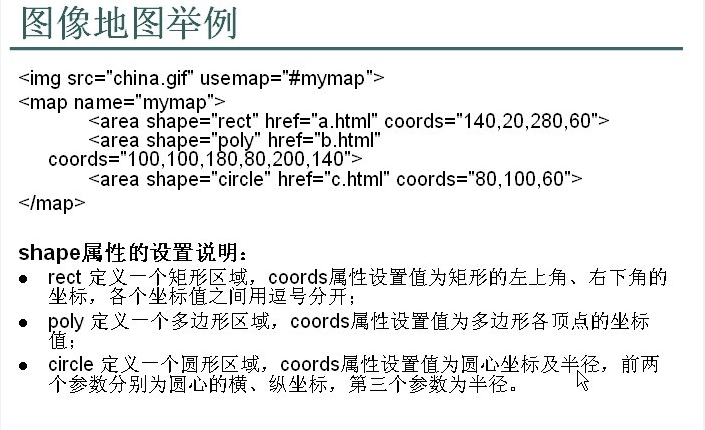 图像地图举例
<img src="china.gif" usemap="#mymap">
<map name="mymap">
<area shape="rect" href="a.html" coords="140,20,280,60">
<area shape="poly" href="b.html"
coords="100,100,180,80,200,140">
<area shape="circle" href="c.html" coords="80,100,60">
</map>
shape属性的设置说明：
● rect 定义一个矩形区域，coords属性设置值为矩形的左上角、右下角的
坐标，各个坐标值之间用逗号分开；
● poly 定义一个多边形区域，coords属性设置值为多边形各顶点的坐标
值；
● circle 定义一个圆形区域，coords属性设置值为圆心坐标及半径，前两
个参数分别为圆心的横、纵坐标，第三个参数为半径。